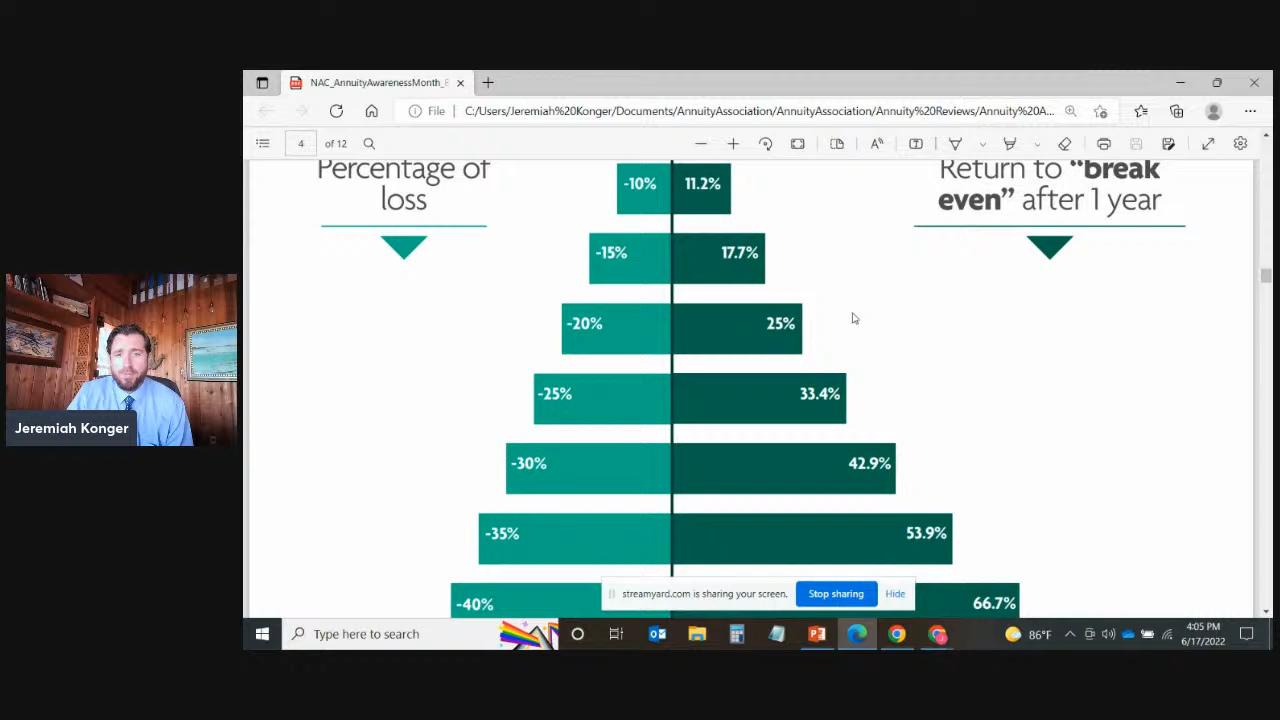 NAC_AnnuityAwarenessMonth_E
File
C:/Users/Jeremiah%20Konger/Documents/AnnuityAssociation/AnnuityAssociation/Annuity%20Reviews/Annuity%20A...
4 of 12
Percentage of
loss
Return to “break
even” after 1 year
-10% 11.2%
-15% 17.7%
-20% 25%
-25% 33.4%
-30% 42.9%
-35% 53.9%
-40% 66.7%
Jeremiah Konger
streamyard.com is sharing your screen. Stop sharing Hide
Type here to search
86°F
4:05 PM
6/17/2022